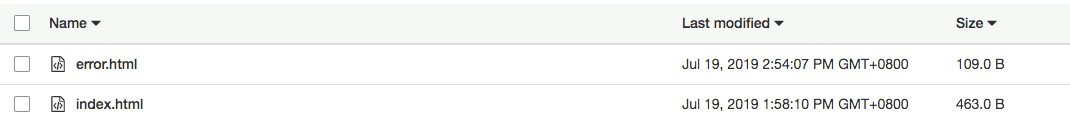 Name Last modified Size
error.html Jul 19, 2019 2:54:07 PM GMT+0800 109.0 B
index.html Jul 19, 2019 1:58:10 PM GMT+0800 463.0 B